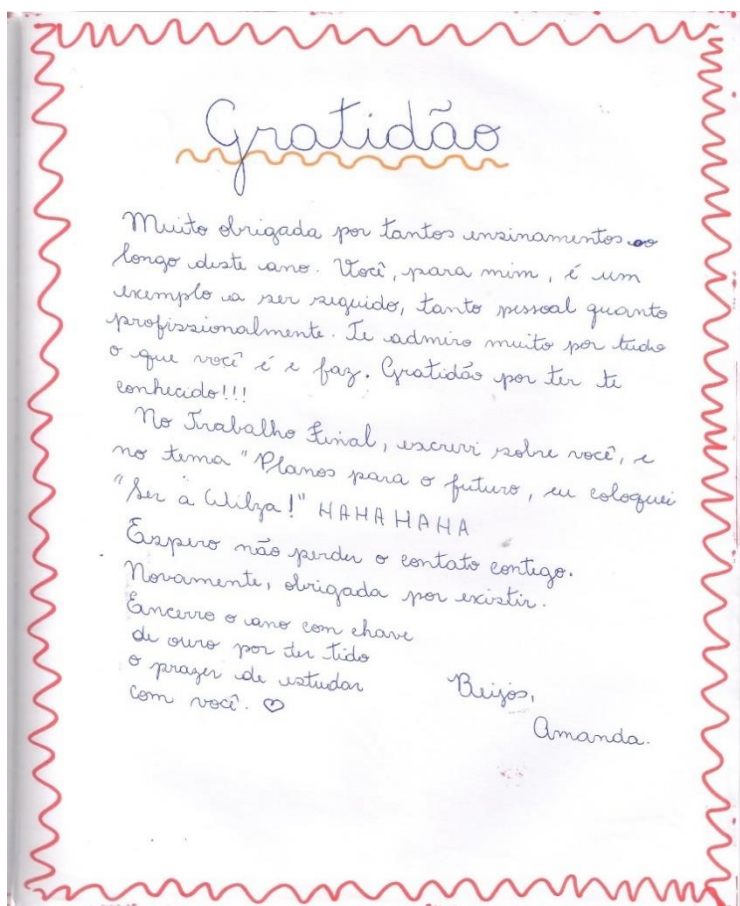 Gratidão
Muito obrigada por tantos ensinamentos ao
longo deste ano. Você, para mim, é um
exemplo a ser seguido, tanto pessoal quanto
profissionalmente. Te admiro muito por tudo
o que você é e faz. Gratidão por ter te
conhecido!!!
No Trabalho Final, escrevi sobre você, e
no tema "Planos para o futuro, eu coloquei
"Ser a Wilza!" HAHAHAHA
Espero não perder o contato contigo.
Novamente, obrigada por existir.
Encerro o ano com chave
de ouro por ter tido
o prazer de estudar
com você. ♡
Beijos,
Amanda.